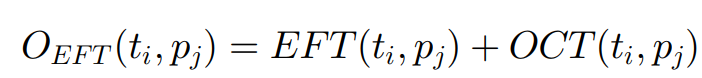 O_{EFT}(t_i, p_j) = EFT(t_i, p_j) + OCT(t_i, p_j)